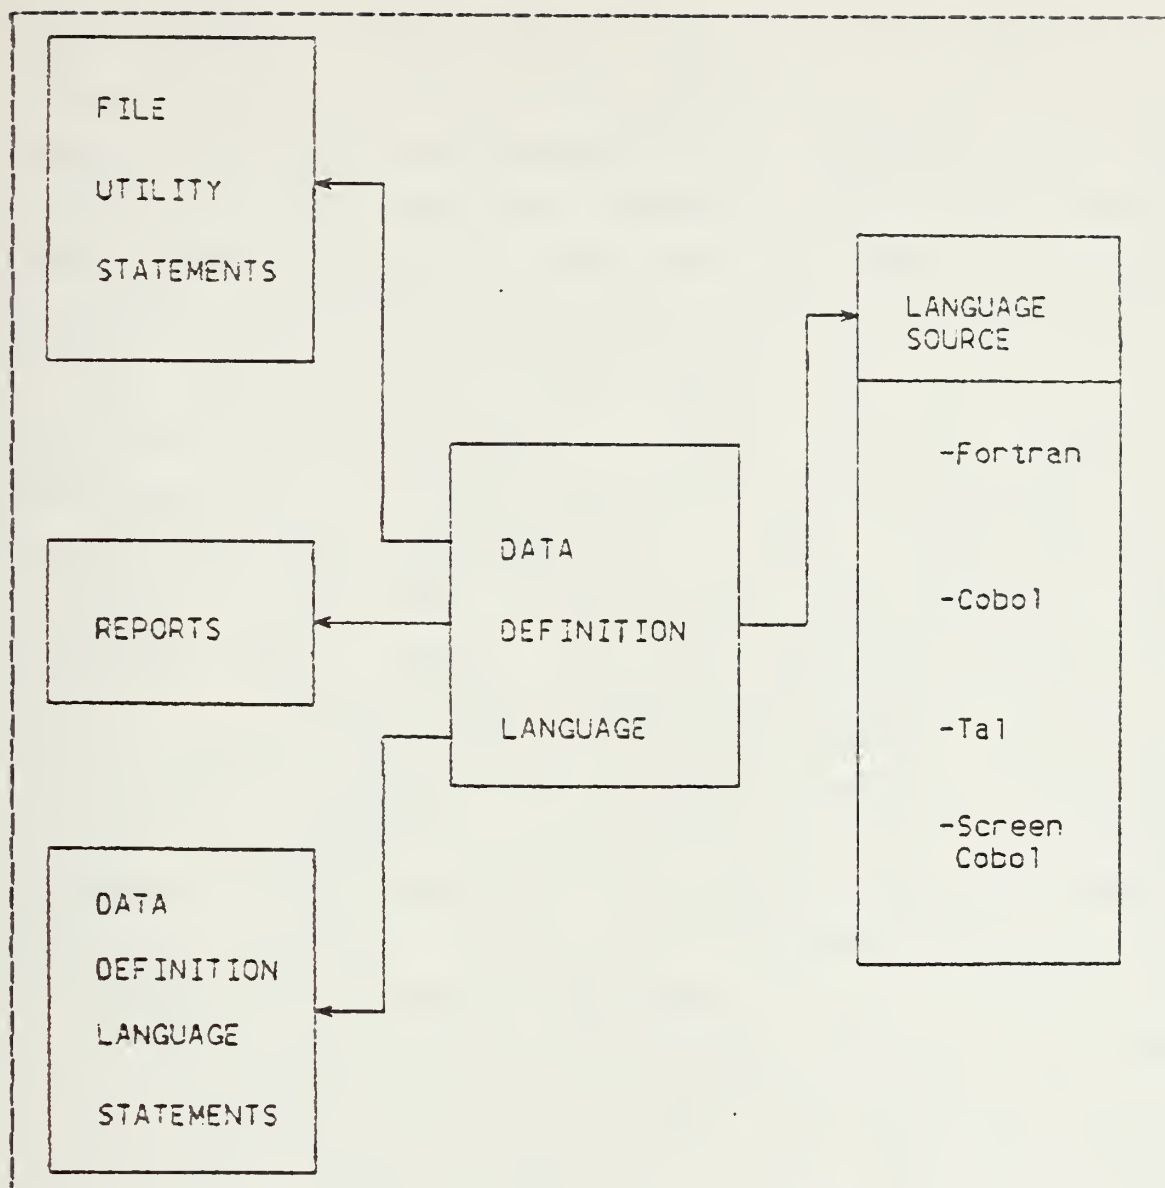 FILE
UTILITY
STATEMENTS
REPORTS
DATA
DEFINITION
LANGUAGE
STATEMENTS
DATA
DEFINITION
LANGUAGE
LANGUAGE
SOURCE
-Fortran
-Cobol
-Tal
-Screen
Cobol